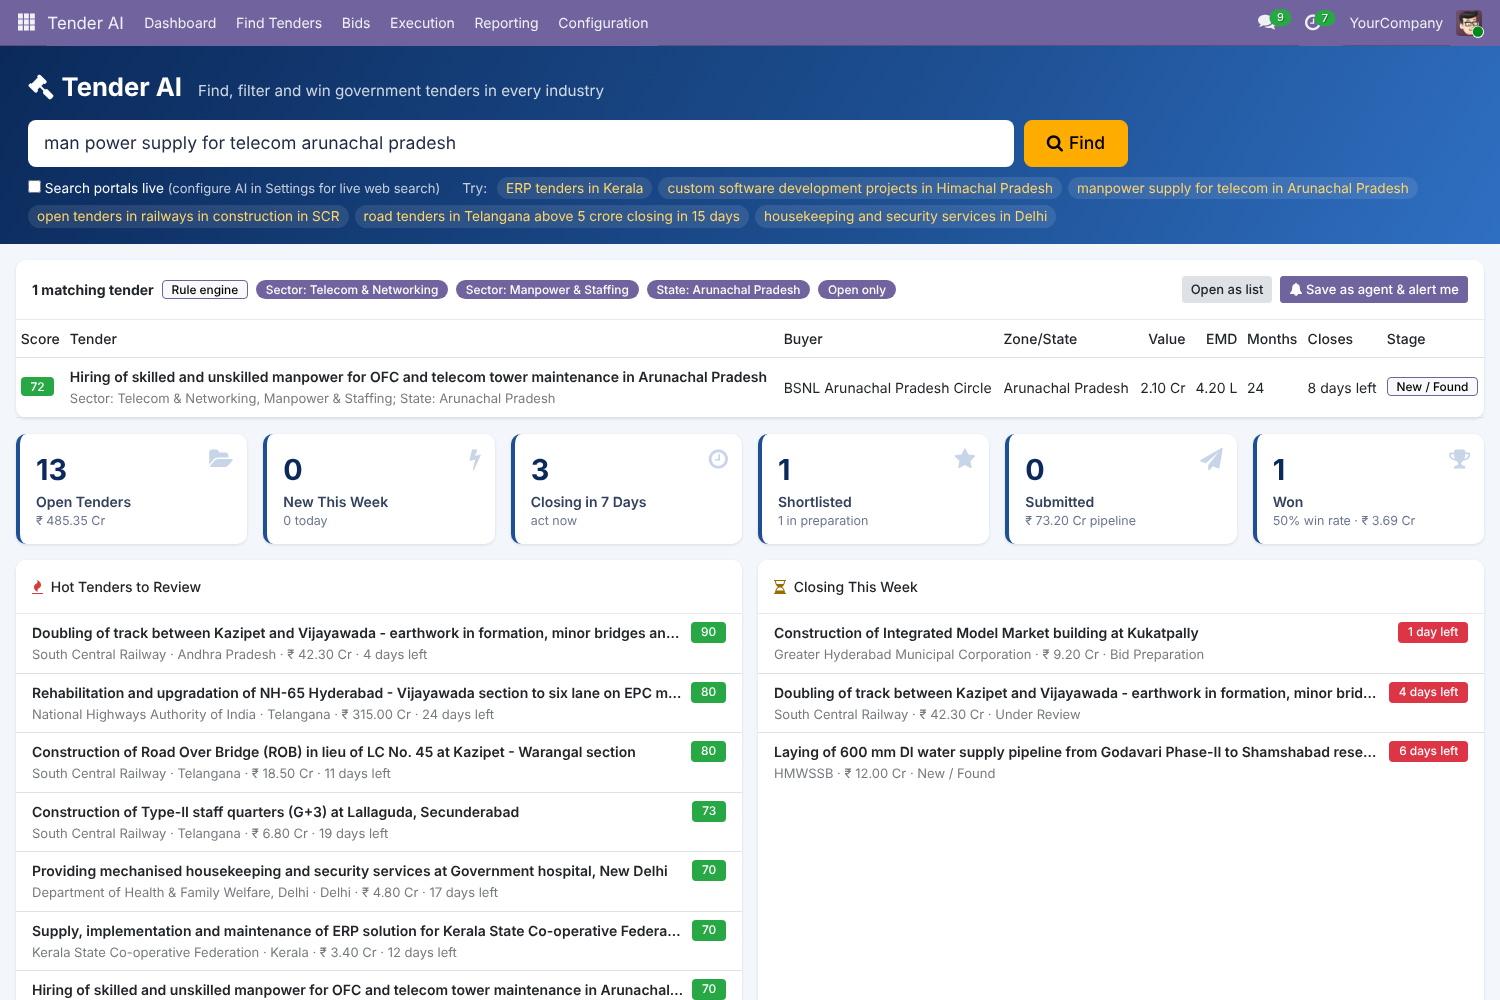 Tender AI Dashboard Find Tenders Bids Execution Reporting Configuration 9 7 YourCompany
Tender AI Find, filter and win government tenders in every industry
man power supply for telecom arunachal pradesh Find
Search portals live (configure AI in Settings for live web search) Try: ERP tenders in Kerala custom software development projects in Himachal Pradesh manpower supply for telecom in Arunachal Pradesh
open tenders in railways in construction in SCR road tenders in Telangana above 5 crore closing in 15 days housekeeping and security services in Delhi
1 matching tender Rule engine Sector: Telecom & Networking Sector: Manpower & Staffing State: Arunachal Pradesh Open only Open as list Save as agent & alert me
Score Tender Buyer Zone/State Value EMD Months Closes Stage
72 Hiring of skilled and unskilled manpower for OFC and telecom tower maintenance in Arunachal Pradesh BSNL Arunachal Pradesh Circle Arunachal Pradesh 2.10 Cr 4.20 L 24 8 days left New / Found
Sector: Telecom & Networking, Manpower & Staffing; State: Arunachal Pradesh
13 0 3 1 0 1
Open Tenders New This Week Closing in 7 Days Shortlisted Submitted Won
₹ 485.35 Cr 0 today act now 1 in preparation ₹ 73.20 Cr pipeline 50% win rate · ₹ 3.69 Cr
Hot Tenders to Review
Doubling of track between Kazipet and Vijayawada - earthwork in formation, minor bridges an... 90
South Central Railway · Andhra Pradesh · ₹ 42.30 Cr · 4 days left
Rehabilitation and upgradation of NH-65 Hyderabad - Vijayawada section to six lane on EPC m... 80
National Highways Authority of India · Telangana · ₹ 315.00 Cr · 24 days left
Construction of Road Over Bridge (ROB) in lieu of LC No. 45 at Kazipet - Warangal section 80
South Central Railway · Telangana · ₹ 18.50 Cr · 11 days left
Construction of Type-II staff quarters (G+3) at Lallaguda, Secunderabad 73
South Central Railway · Telangana · ₹ 6.80 Cr · 19 days left
Providing mechanised housekeeping and security services at Government hospital, New Delhi 70
Department of Health & Family Welfare, Delhi · Delhi · ₹ 4.80 Cr · 17 days left
Supply, implementation and maintenance of ERP solution for Kerala State Co-operative Federa... 70
Kerala State Co-operative Federation · Kerala · ₹ 3.40 Cr · 12 days left
Hiring of skilled and unskilled manpower for OFC and telecom tower maintenance in Arunachal... 70
Closing This Week
Construction of Integrated Model Market building at Kukatpally 1 day left
Greater Hyderabad Municipal Corporation · ₹ 9.20 Cr · Bid Preparation
Doubling of track between Kazipet and Vijayawada - earthwork in formation, minor brid... 4 days left
South Central Railway · ₹ 42.30 Cr · Under Review
Laying of 600 mm DI water supply pipeline from Godavari Phase-II to Shamshabad rese... 6 days left
HMWSSB · ₹ 12.00 Cr · New / Found